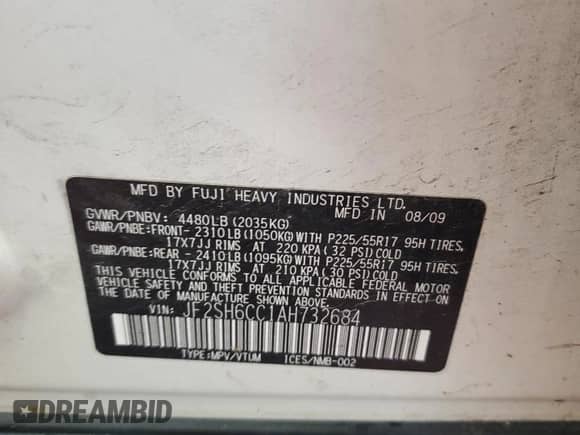 MFD BY FUJI HEAVY INDUSTRIES LTD.
MFD.IN 08/09
GVWR/PNBV: 4480LB(2035KG)
GAWR/PNBE:FRONT- 2310LB(1050KG)WITH P225/55R17 95H TIRES.
17X7JJ RIMS AT 220 KPA( 32 PSI)COLD
GAWR/PNBE: REAR - 2410LB(1095KG)WITH P225/55R17 95H TIRES.
17X7JJ RIMS AT 210 KPA( 30 PSI)COLD
THIS VEHICLE CONFORMS TO ALL APPLICABLE FEDERAL MOTOR
VEHICLE SAFETY AND THEFT PREVENTION STANDARDS
IN EFFECT ON THE DATE OF MANUFACTURE SHOWN ABOVE.
VIN: JF2SH6CC1AH732684
TYPE:MPV/VTUM ICES/NMB-002
DREAMBID